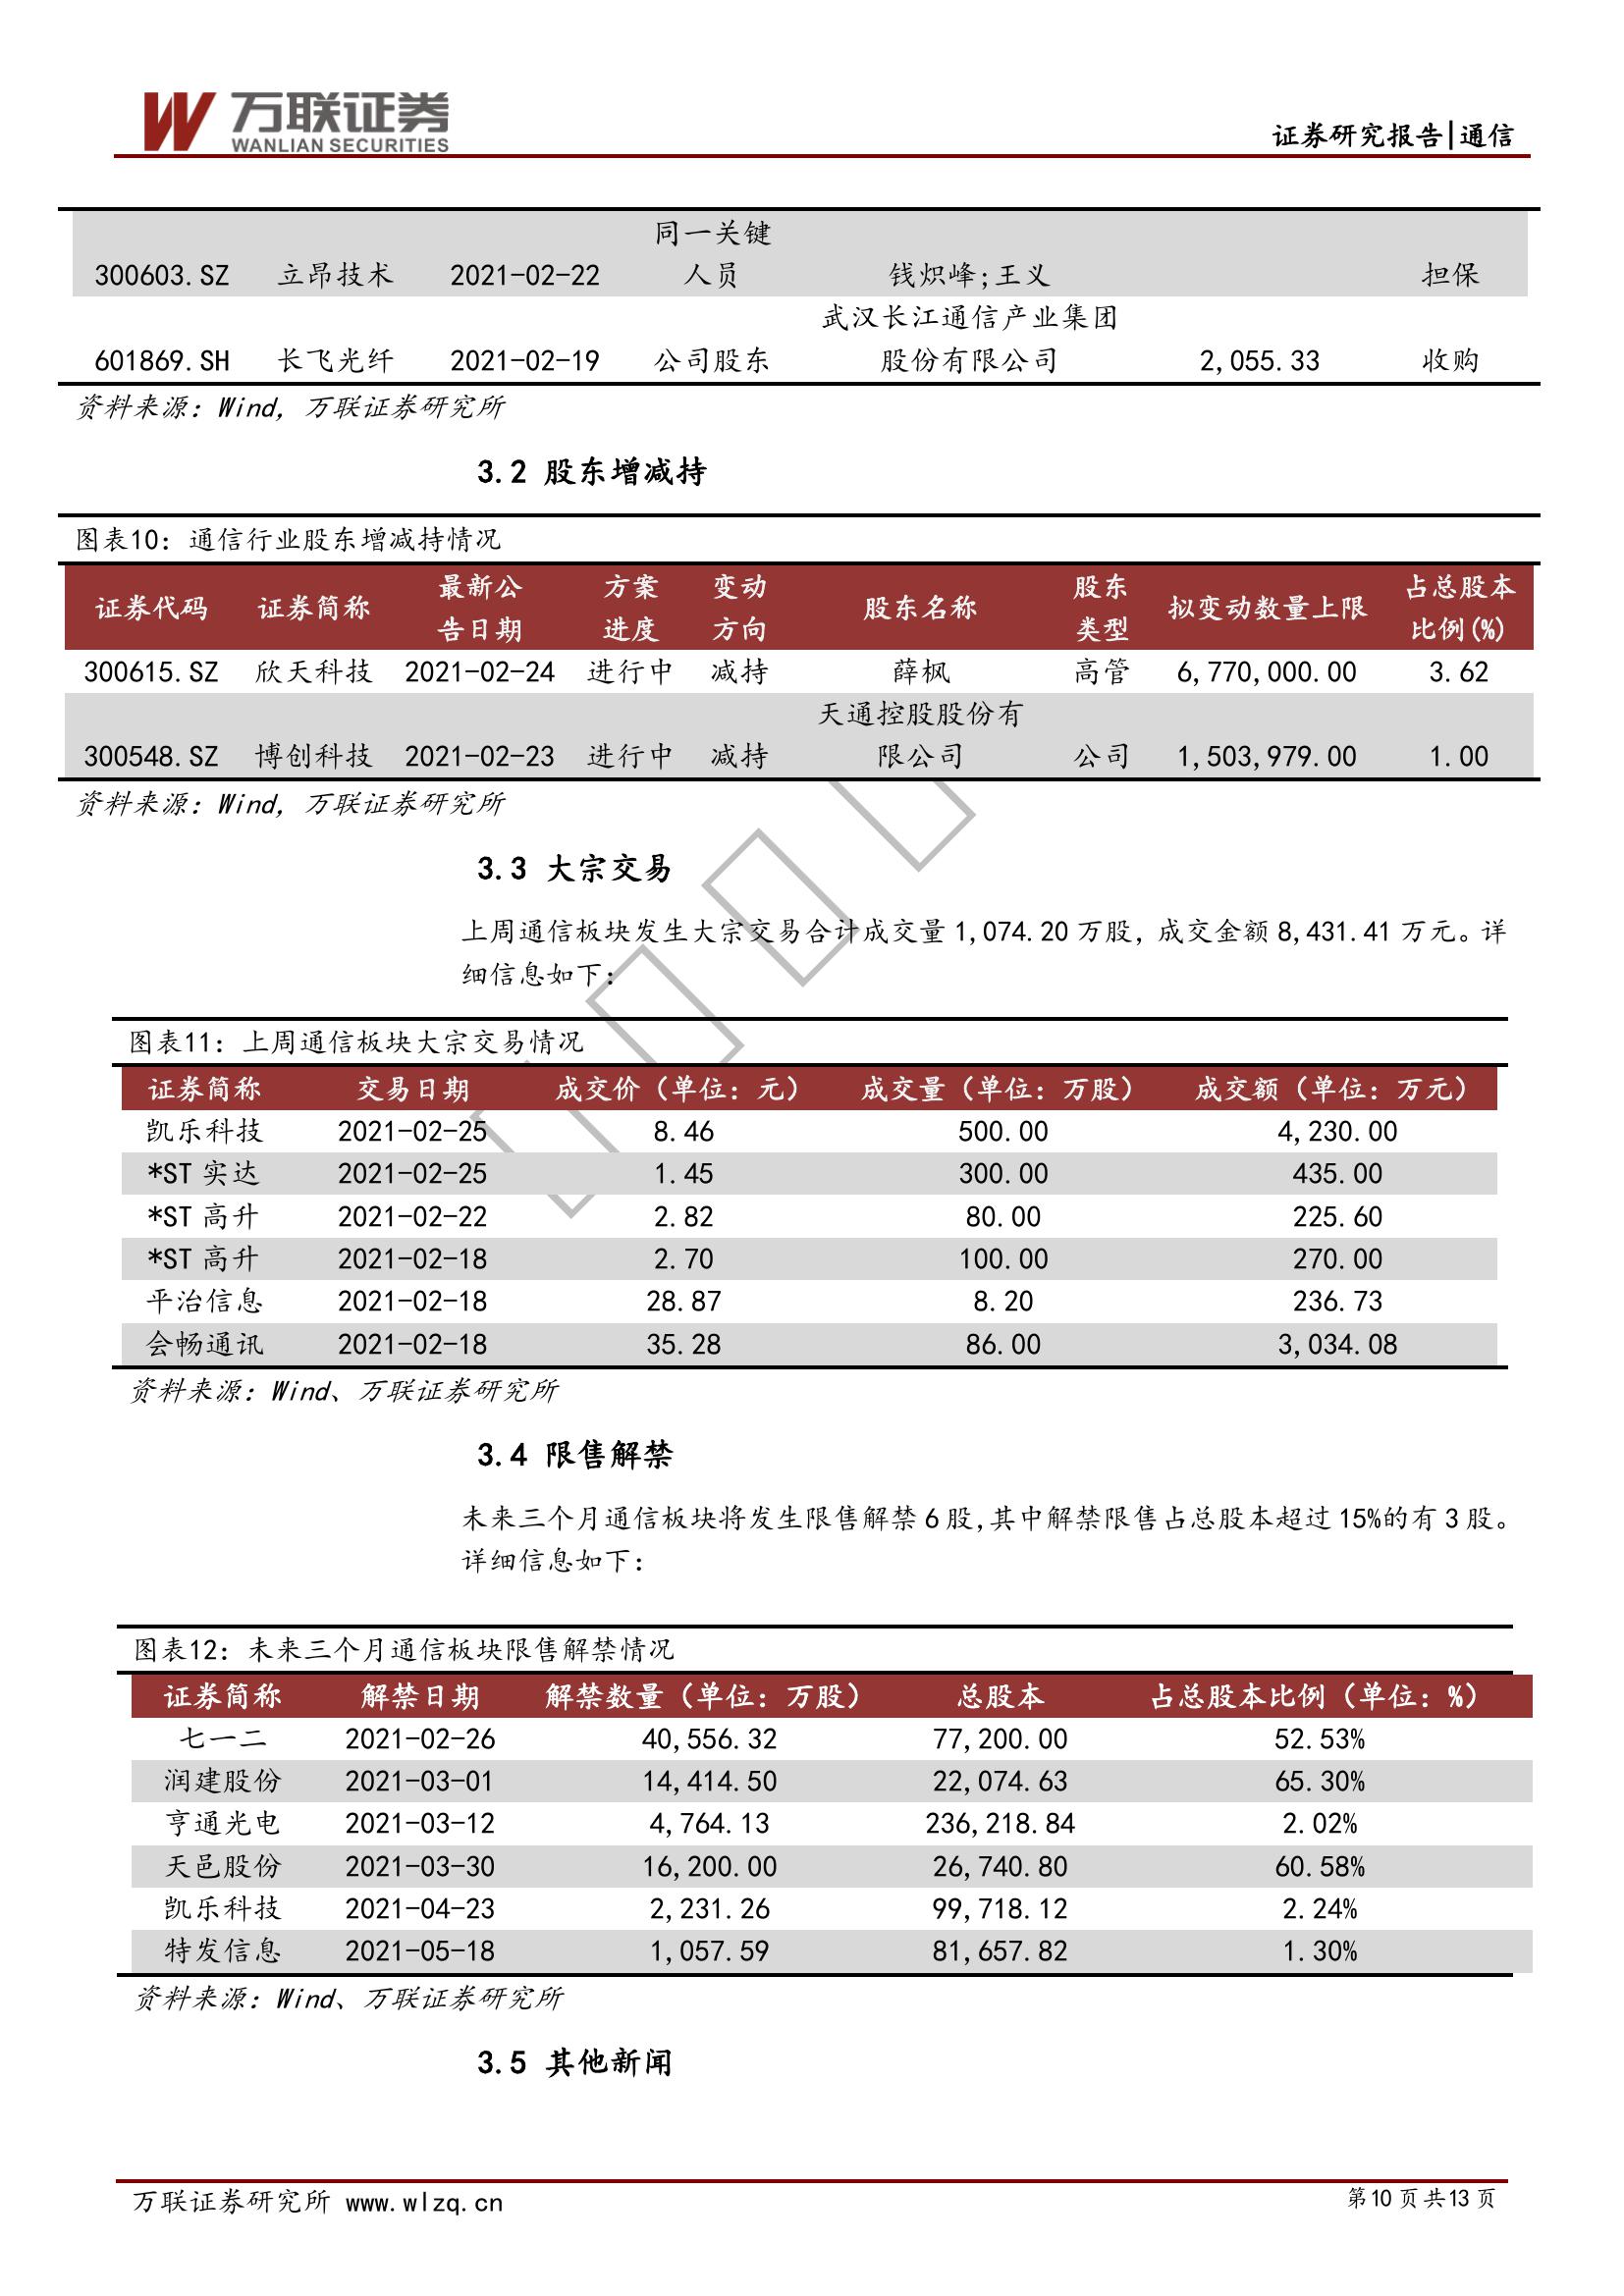 万联证券
WANLIAN SECURITIES
证券研究报告|通信
同一关键
300603.SZ 立昂技术 2021-02-22 人员 钱炽峰;王义 担保
武汉长江通信产业集团
601869.SH 长飞光纤 2021-02-19 公司股东 股份有限公司 2,055.33 收购
资料来源：Wind，万联证券研究所
3.2 股东增减持
图表10：通信行业股东增减持情况
最新公 方案 变动 股东 占总股本
证券代码 证券简称 股东名称 拟变动数量上限
告日期 进度 方向 类型 比例(%)
300615.SZ 欣天科技 2021-02-24 进行中 减持 薛枫 高管 6,770,000.00 3.62
天通控股股份有
300548.SZ 博创科技 2021-02-23 进行中 减持 限公司 公司 1,503,979.00 1.00
资料来源：Wind，万联证券研究所
3.3 大宗交易
上周通信板块发生大宗交易合计成交量 1,074.20 万股，成交金额 8,431.41 万元。详
细信息如下：
图表11：上周通信板块大宗交易情况
证券简称 交易日期 成交价（单位：元） 成交量（单位：万股） 成交额（单位：万元）
凯乐科技 2021-02-25 8.46 500.00 4,230.00
*ST 实达 2021-02-25 1.45 300.00 435.00
*ST 高升 2021-02-22 2.82 80.00 225.60
*ST 高升 2021-02-18 2.70 100.00 270.00
平治信息 2021-02-18 28.87 8.20 236.73
会畅通讯 2021-02-18 35.28 86.00 3,034.08
资料来源：Wind、万联证券研究所
3.4 限售解禁
未来三个月通信板块将发生限售解禁 6 股,其中解禁限售占总股本超过 15%的有 3 股。
详细信息如下：
图表12：未来三个月通信板块限售解禁情况
证券简称 解禁日期 解禁数量（单位：万股） 总股本 占总股本比例（单位：%）
七一二 2021-02-26 40,556.32 77,200.00 52.53%
润建股份 2021-03-01 14,414.50 22,074.63 65.30%
亨通光电 2021-03-12 4,764.13 236,218.84 2.02%
天邑股份 2021-03-30 16,200.00 26,740.80 60.58%
凯乐科技 2021-04-23 2,231.26 99,718.12 2.24%
特发信息 2021-05-18 1,057.59 81,657.82 1.30%
资料来源：Wind、万联证券研究所
3.5 其他新闻
万联证券研究所 www.wlzq.cn 第10 页 共13 页